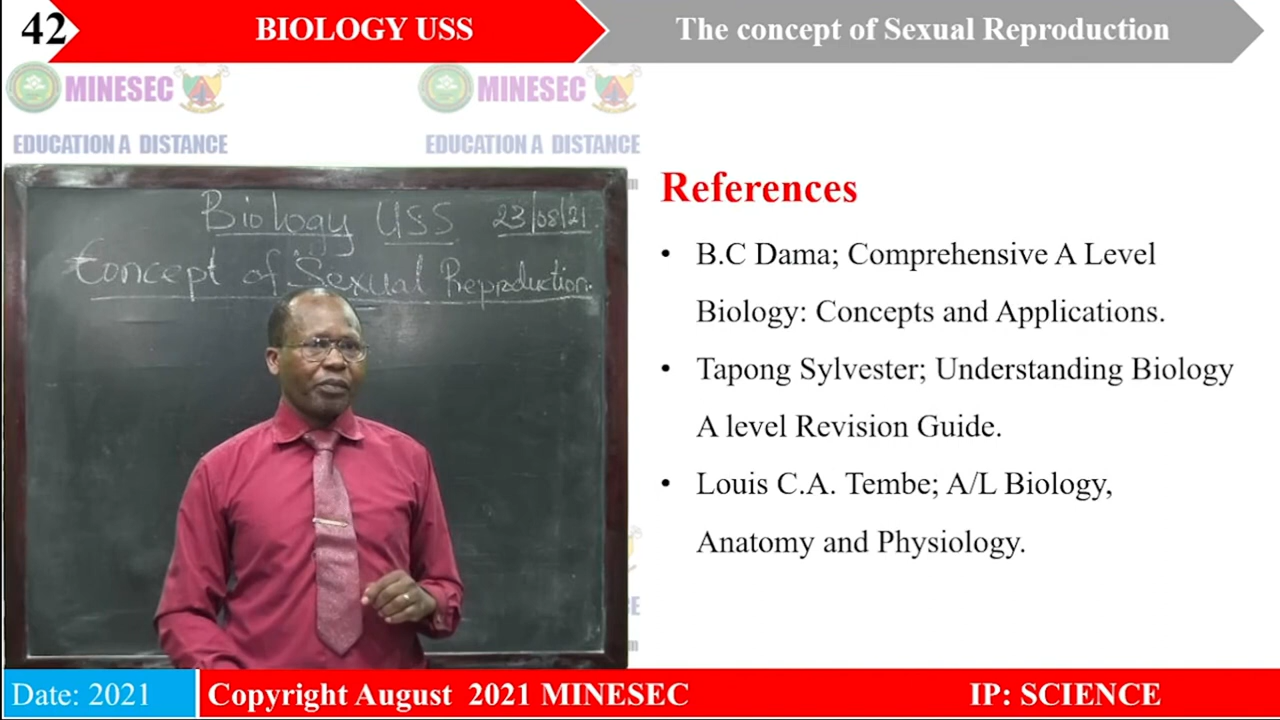 42
BIOLOGY USS
The concept of Sexual Reproduction
MINESEC
MINESEC
EDUCATION A DISTANCE
EDUCATION A DISTANCE
Biology USS 23/08/21
Concept of Sexual Reproduction
References
• B.C Dama; Comprehensive A Level
Biology: Concepts and Applications.
• Tapong Sylvester; Understanding Biology
A level Revision Guide.
• Louis C.A. Tembe; A/L Biology,
Anatomy and Physiology.
Date: 2021
Copyright August 2021 MINESEC
IP: SCIENCE